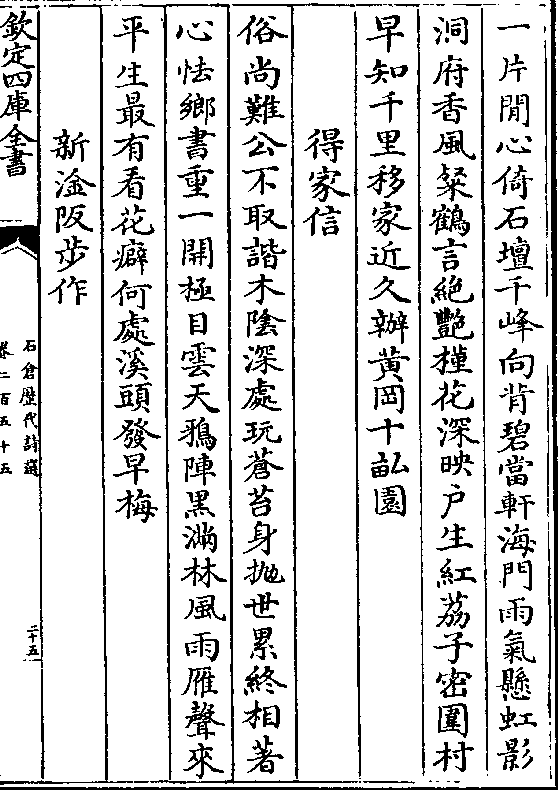 一片閒心倚石壇千峰向背碧當軒海門雨氣懸虹影
洞府香風粲鶴言絶艷槿花深映户生紅荔子密圍村
早知千里移家近久辦黄岡十畆園
得家信
俗尚難公不取諧木陰深處玩蒼苔身抛世累終相著
心怯鄉書重一開極目雲天鴉陣黒滿林風雨雁聲來
平生最有看花癖何處溪頭發早梅
新淦阪步作
欽定四庫全書
石倉歷代詩選
卷二百五十五
二十五